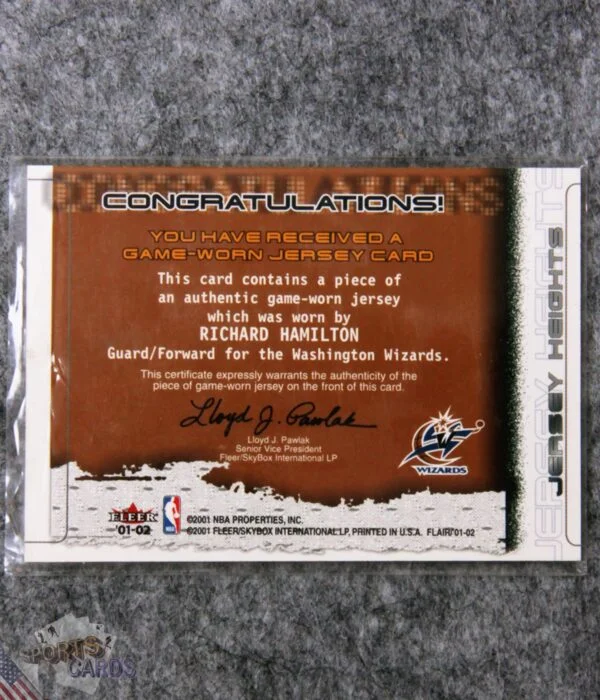 CONGRATULATIONS
CONGRATULATIONS!
YOU HAVE RECEIVED A
GAME-WORN JERSEY CARD
This card contains a piece of
an authentic game-worn jersey
which was worn by
RICHARD HAMILTON
Guard/Forward for the Washington Wizards.
This certificate expressly warrants the authenticity of the
piece of game-worn jersey on the front of this card.
Lloyd J. Pawlak
Lloyd J. Pawlak
Senior Vice President
Fleer/SkyBox International LP
WIZARDS
JERSEY HEIGHTS
JERSEY HEIGHTS
FLEER
'01-02
NBA
©2001 NBA PROPERTIES, INC.
©2001 FLEER/SKYBOX INTERNATIONAL LP, PRINTED IN U.S.A. FLAIR '01-02
SPORTS
CARDS